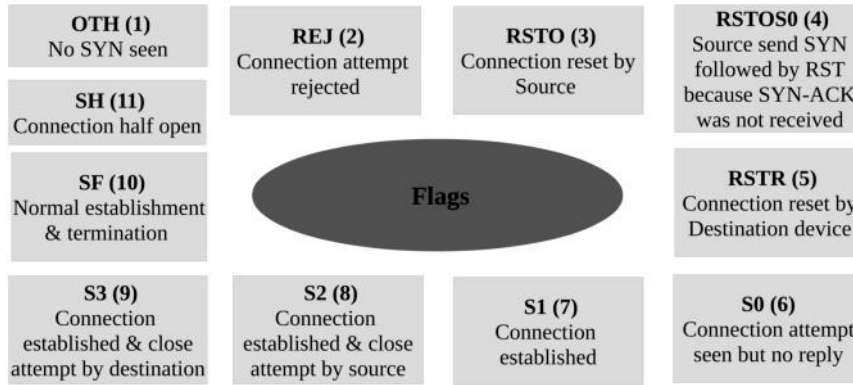 OTH (1)
No SYN seen
REJ (2)
Connection attempt
rejected
RSTO (3)
Connection reset by
Source
RSTOS0 (4)
Source send SYN
followed by RST
because SYN-ACK
was not received
SH (11)
Connection half open
SF (10)
Normal establishment
& termination
Flags
RSTR (5)
Connection reset by
Destination device
S3 (9)
Connection
established & close
attempt by destination
S2 (8)
Connection
established & close
attempt by source
S1 (7)
Connection
established
S0 (6)
Connection attempt
seen but no reply